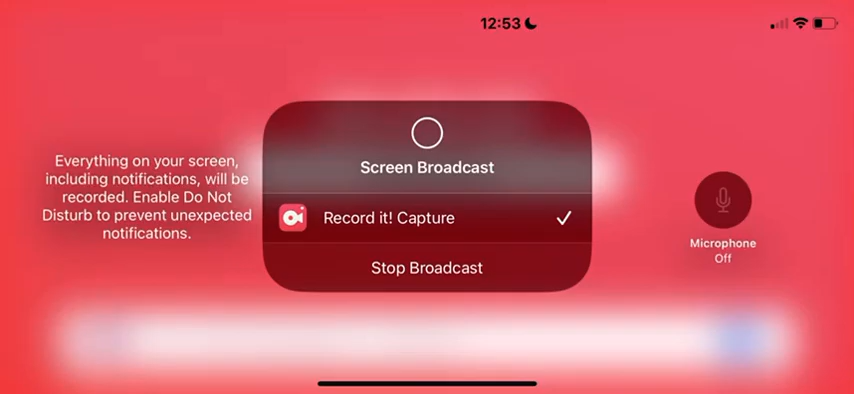 12:53
Everything on your screen,
including notifications, will be
recorded. Enable Do Not
Disturb to prevent unexpected
notifications.
Screen Broadcast
Record it! Capture
Stop Broadcast
Microphone
Off